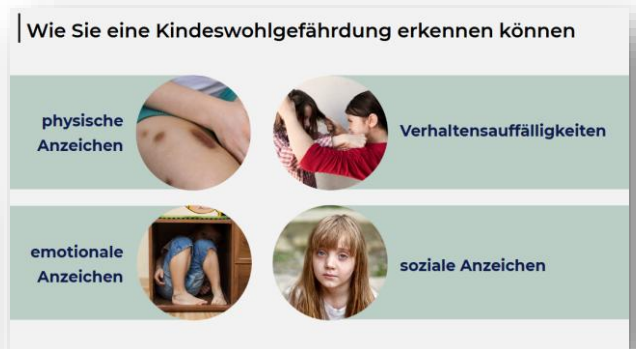 Wie Sie eine Kindeswohlgefährdung erkennen können
physische
Anzeichen
Verhaltensauffälligkeiten
emotionale
Anzeichen
soziale Anzeichen